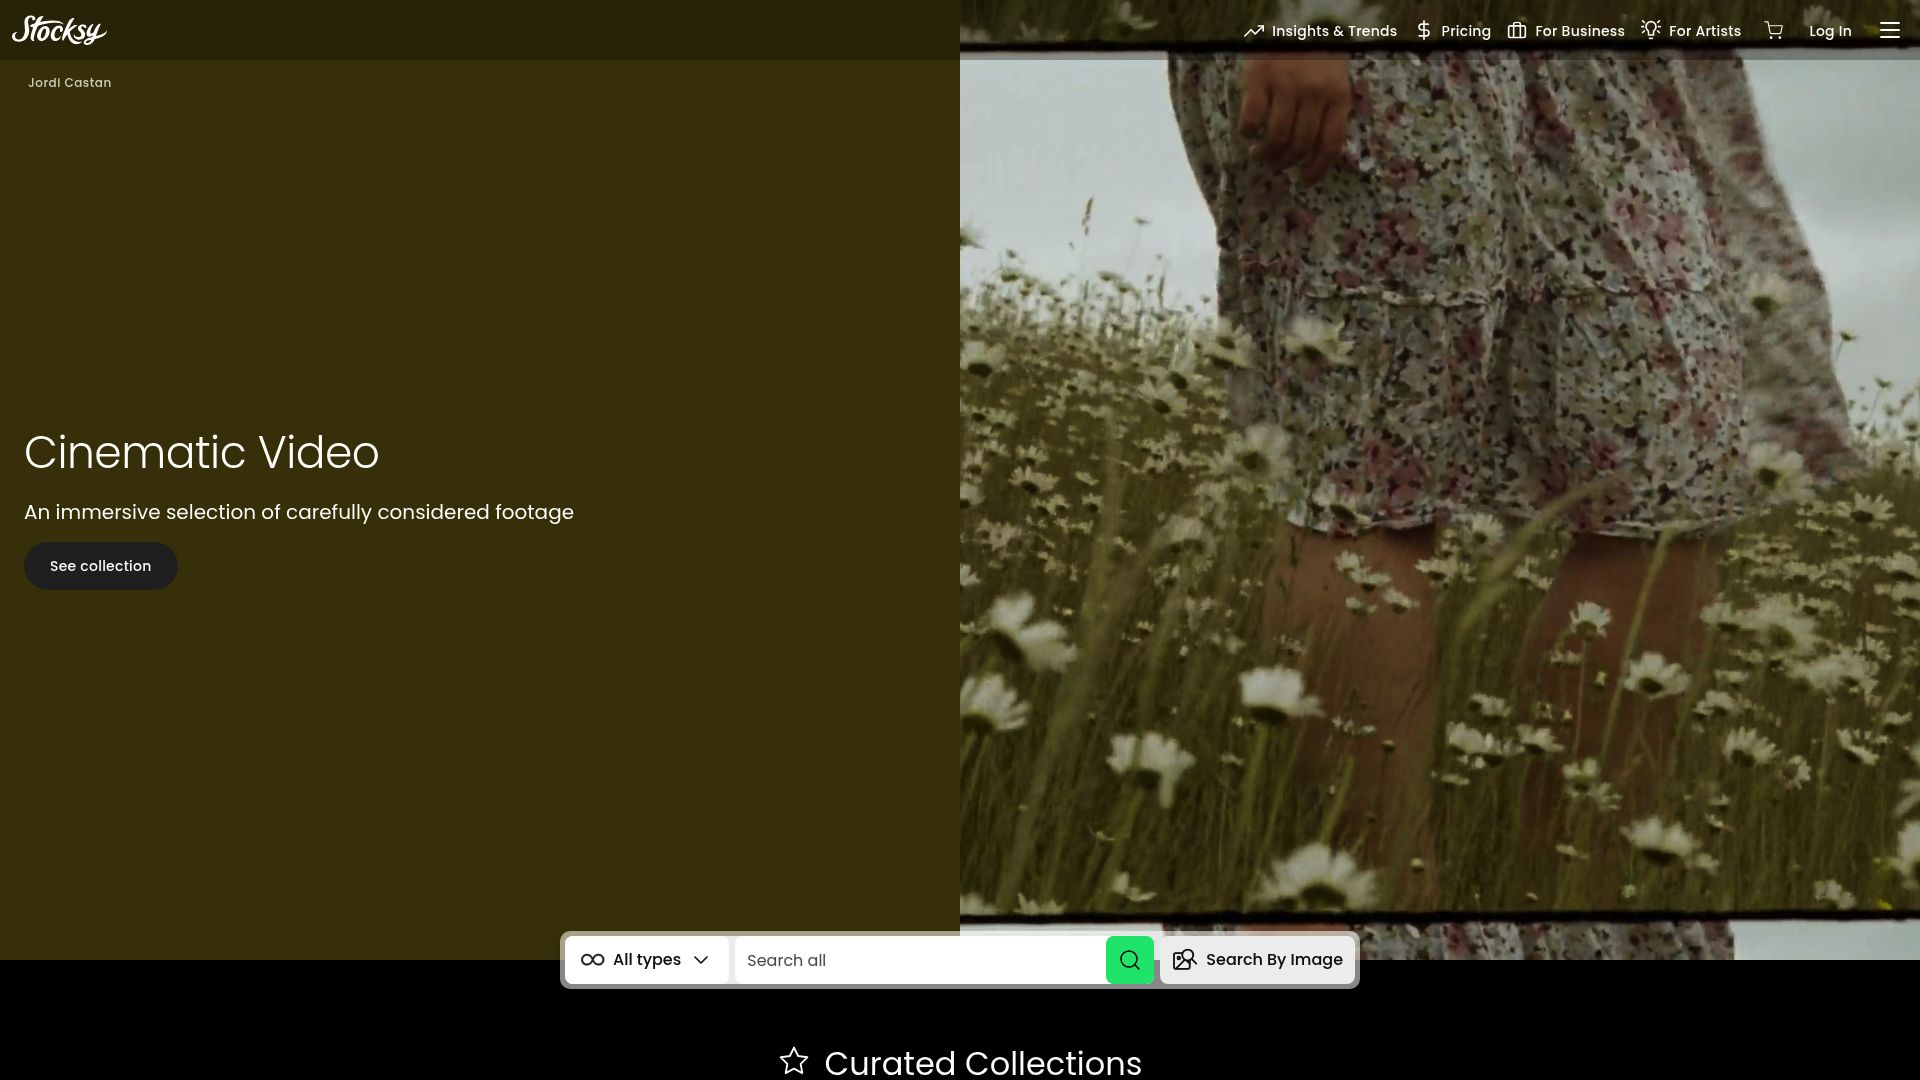 Stocksy
Insights & Trends
Pricing
For Business
For Artists
Log In
Jordi Castan
Cinematic Video
An immersive selection of carefully considered footage
See collection
All types
Search all
Search By Image
Curated Collections